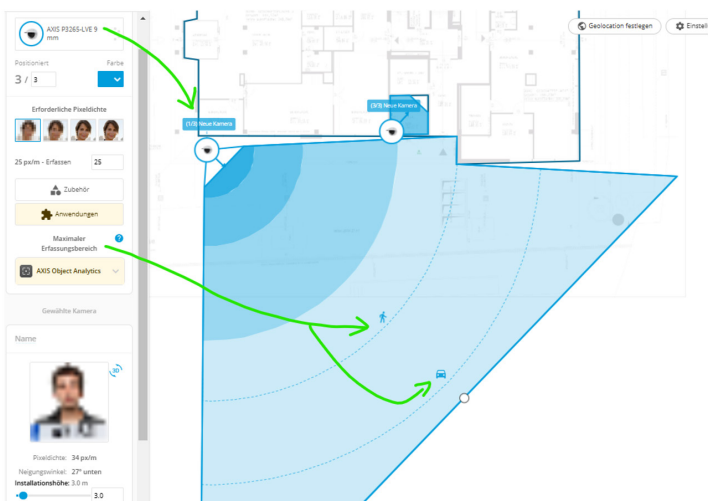 AXIS P3265-LVE 9
mm
Positioniert
Farbe
3 / 3
Erforderliche Pixeldichte
25 px/m - Erfassen
25
Zubehör
Anwendungen
Maximaler
Erfassungsbereich
?
AXIS Object Analytics
Gewählte Kamera
Name
3D
Pixeldichte: 34 px/m
Neigungswinkel: 27° unten
Installationshöhe: 3.0 m
3.0
(1/3) Neue Kamera
(3/3) Neue Kamera
Geolocation festlegen
Einstell